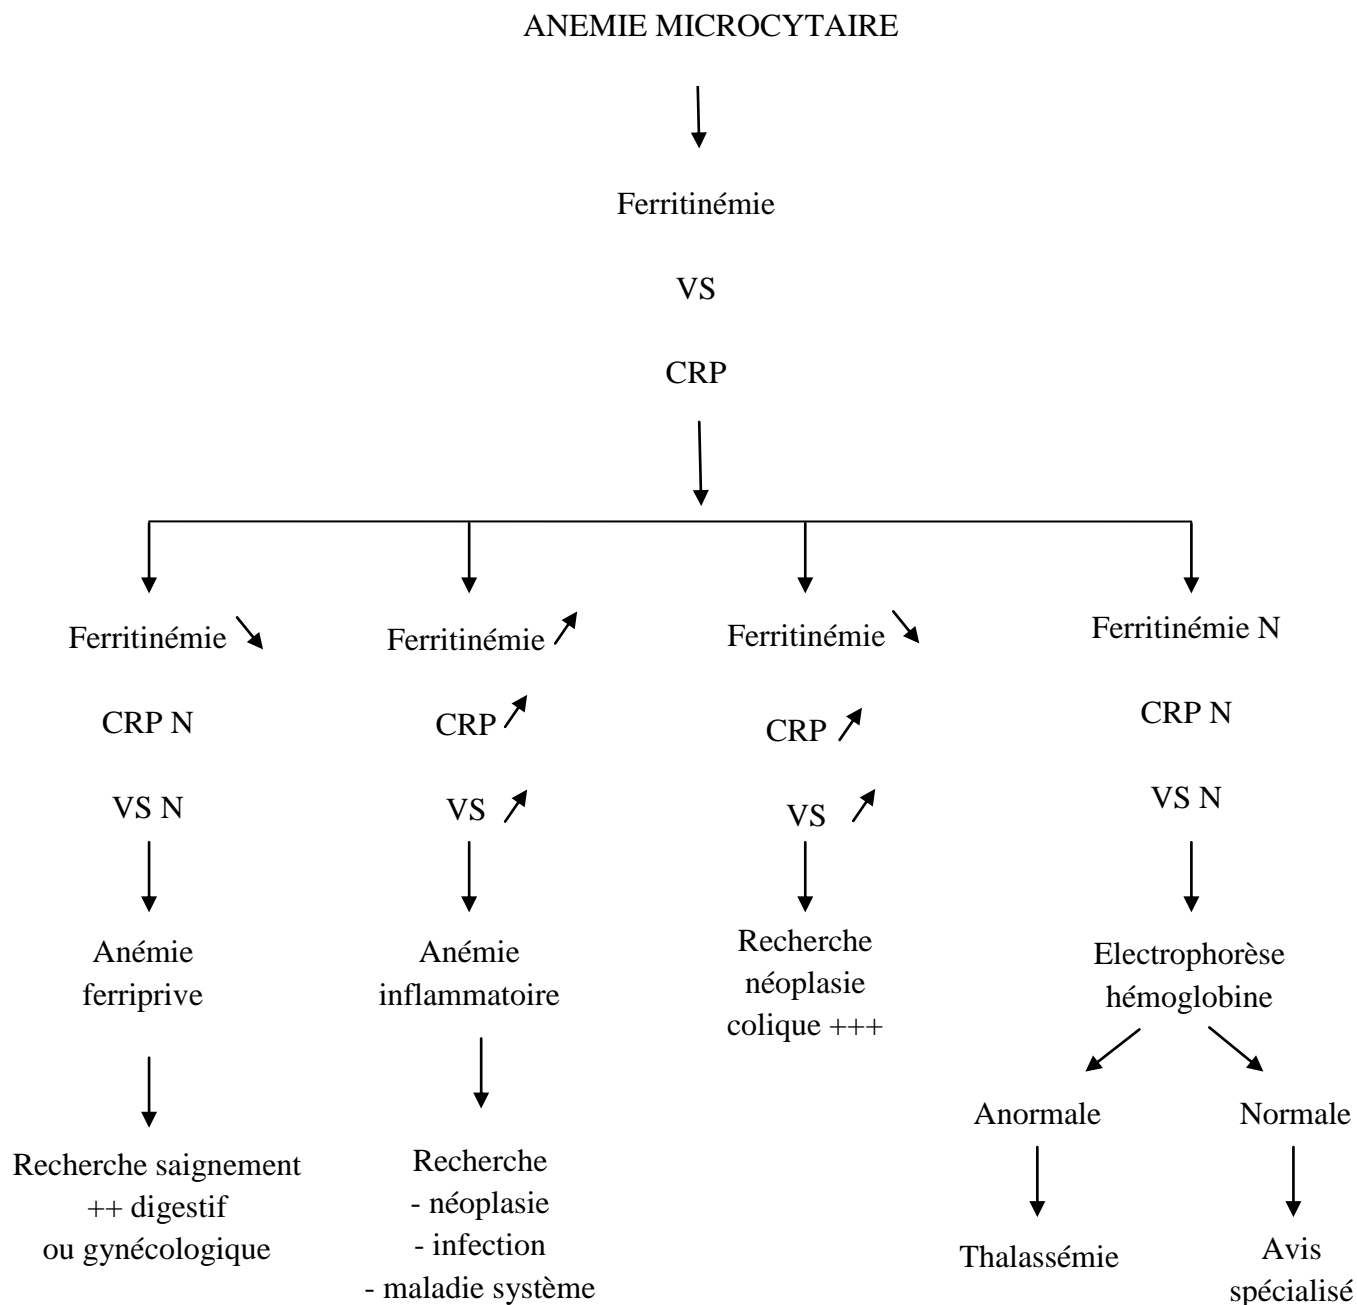 ANEMIE MICROCYTAIRE
Ferritinémie
VS
CRP
Ferritinémie
CRP N
VS N
Anémie
ferriprive
Recherche saignement
++ digestif
ou gynécologique
Ferritinémie
CRP
VS
Anémie
inflammatoire
Recherche
- néoplasie
- infection
- maladie système
Ferritinémie
CRP
VS
Recherche
néoplasie
colique +++
Ferritinémie N
CRP N
VS N
Electrophorèse
hémoglobine
Anormale
Thalassémie
Normale
Avis
spécialisé